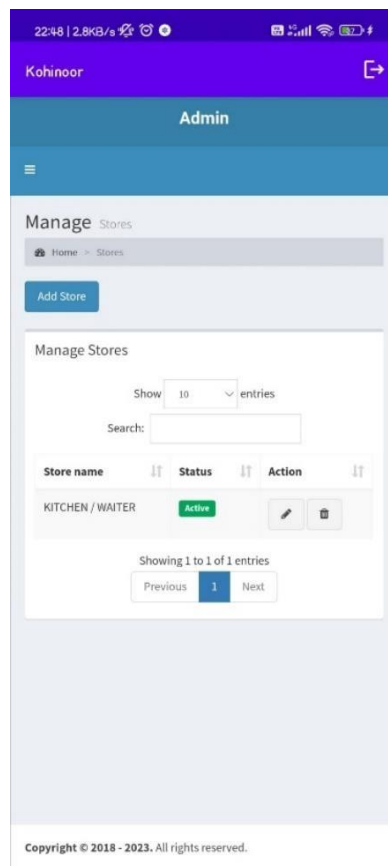 22:48 | 2.8KB/s
Kohinoor
Admin
Manage Stores
Home > Stores
Add Store
Manage Stores
Show 10 entries
Search:
Store name Status Action
KITCHEN / WAITER Active
Showing 1 to 1 of 1 entries
Previous 1 Next
Copyright © 2018 - 2023. All rights reserved.